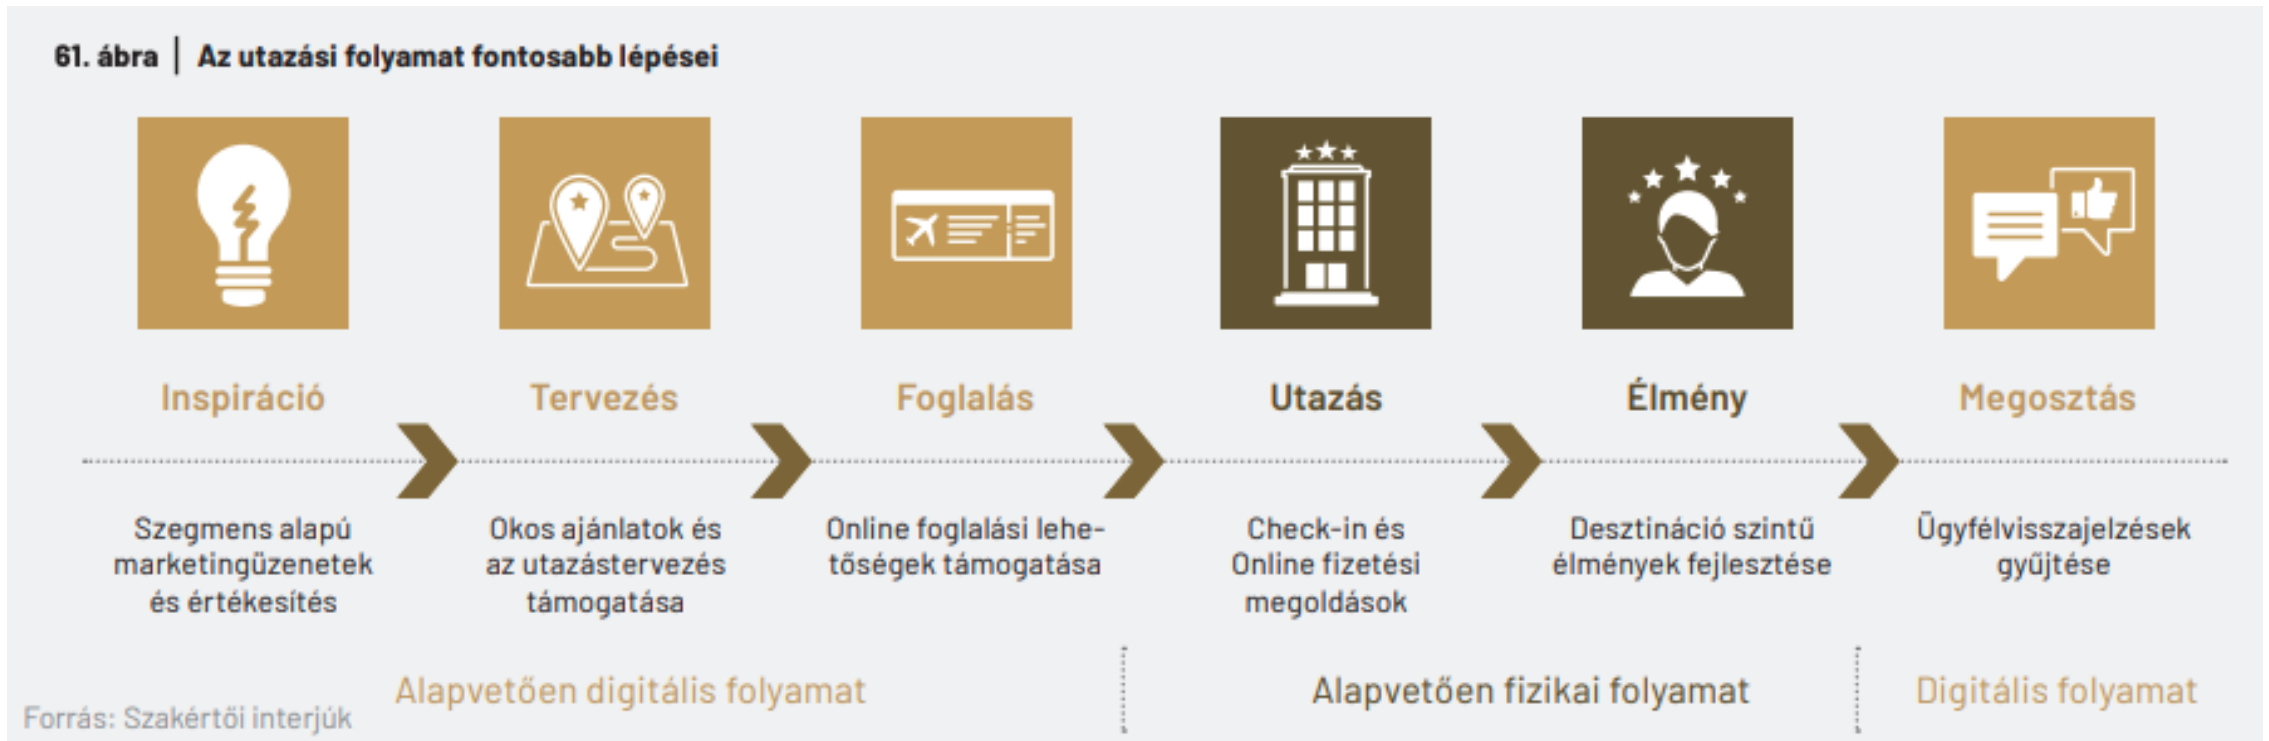 61. ábra | Az utazási folyamat fontosabb lépései
Inspiráció
Tervezés
Foglalás
Utazás
Élmény
Megosztás
Szegmens alapú
marketingüzenetek
és értékesítés
Okos ajánlatok és
az utazástervezés
támogatása
Online foglalási lehe-
tőségek támogatása
Check-in és
Online fizetési
megoldások
Desztináció szintű
élmények fejlesztése
Ügyfélvisszajelzések
gyűjtése
Alapvetően digitális folyamat
Alapvetően fizikai folyamat
Digitális folyamat
Forrás: Szakértői interjúk